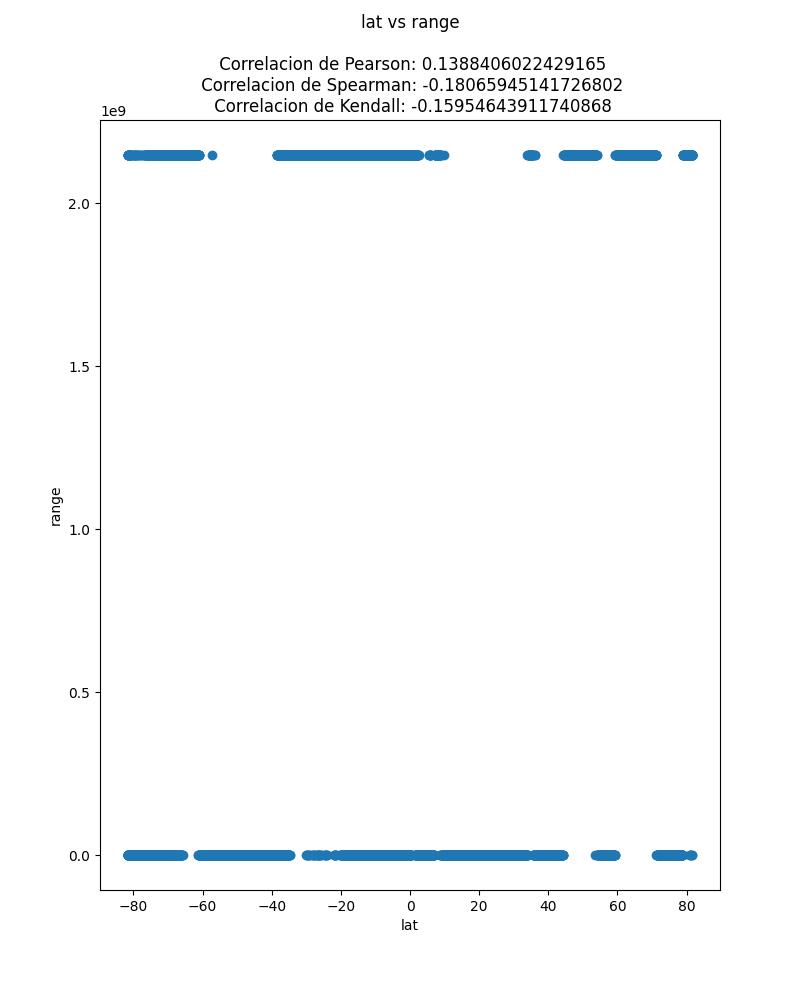 lat vs range
Correlacion de Pearson: 0.1388406022429165
Correlacion de Spearman: -0.18065945141726802
Correlacion de Kendall: -0.15954643911740868
1e9
2.0
1.5
1.0
0.5
0.0
range
−80 −60 −40 −20 0 20 40 60 80
lat